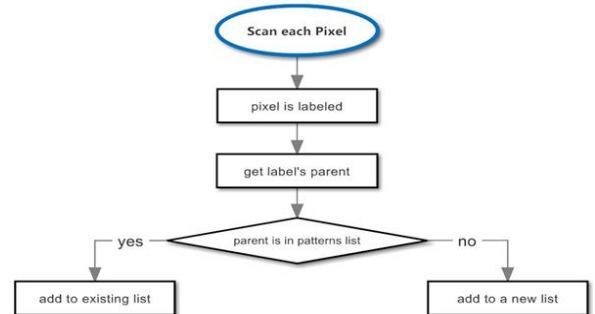 Scan each Pixel
pixel is labeled
get label's parent
parent is in patterns list
yes
no
add to existing list
add to a new list